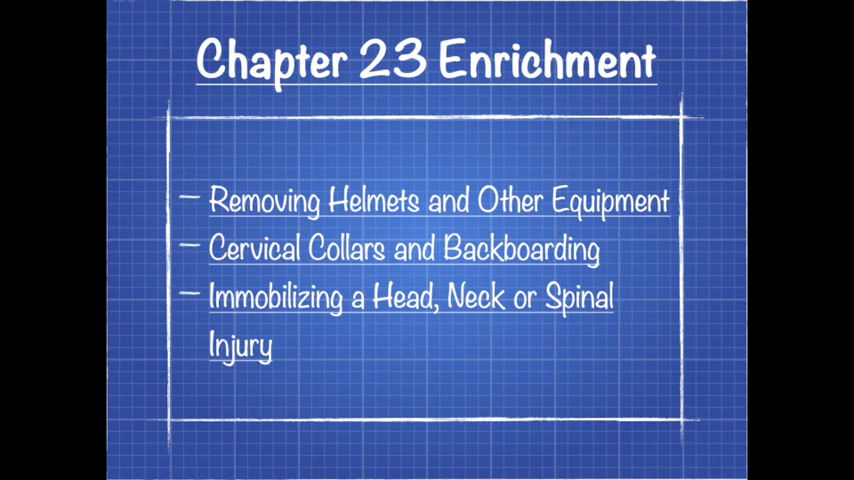 Chapter 23 Enrichment
– Removing Helmets and Other Equipment
– Cervical Collars and Backboarding
– Immobilizing a Head, Neck or Spinal
Injury